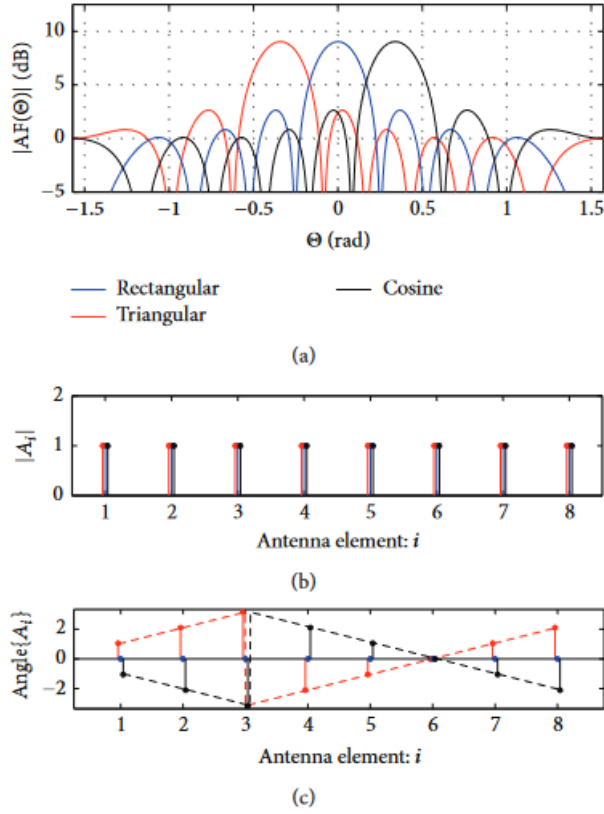 10
5
0
−5
|AF(Θ)| (dB)
−1.5 −1 −0.5 0 0.5 1 1.5
Θ (rad)
Rectangular
Triangular
Cosine
(a)
2
1
0
|Aᵢ|
1 2 3 4 5 6 7 8
Antenna element: i
(b)
2
0
−2
Angle{Aᵢ}
1 2 3 4 5 6 7 8
Antenna element: i
(c)